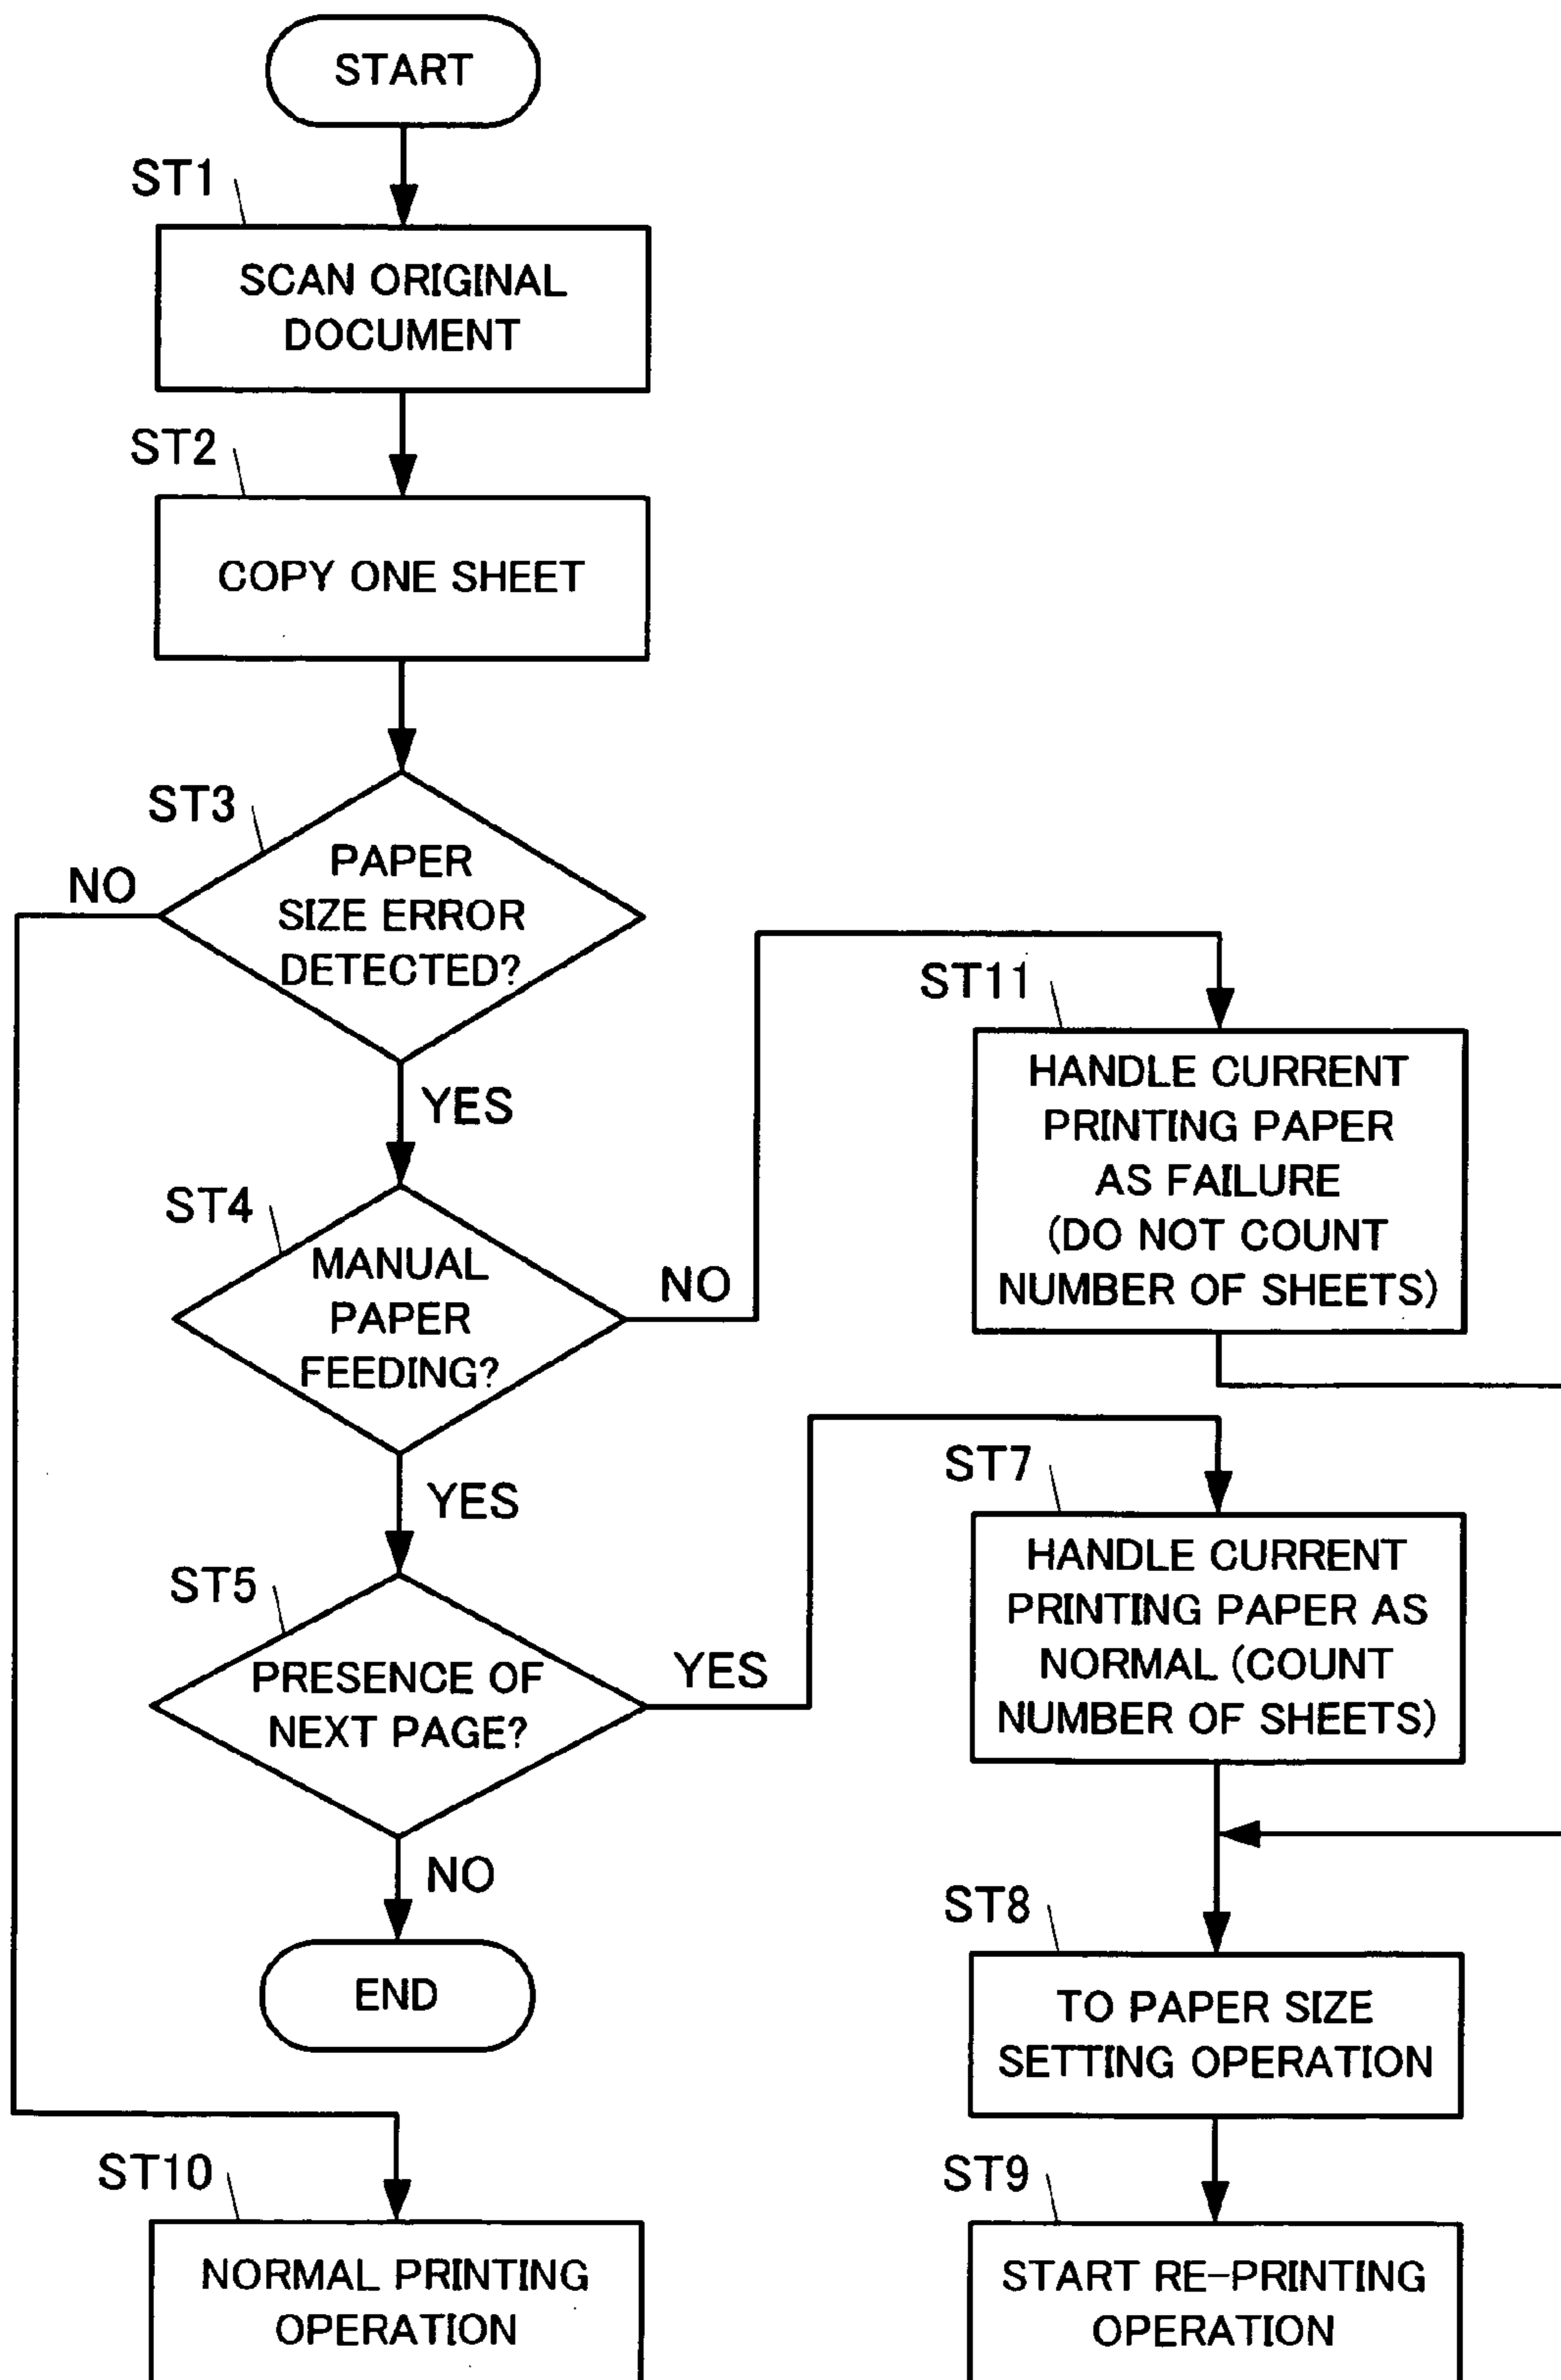 START
ST1
SCAN ORIGINAL
DOCUMENT
ST2
COPY ONE SHEET
ST3
PAPER
SIZE ERROR
DETECTED?
NO
YES
ST11
HANDLE CURRENT
PRINTING PAPER
AS FAILURE
(DO NOT COUNT
NUMBER OF SHEETS)
ST4
MANUAL
PAPER
FEEDING?
NO
YES
ST7
HANDLE CURRENT
PRINTING PAPER AS
NORMAL (COUNT
NUMBER OF SHEETS)
ST5
PRESENCE OF
NEXT PAGE?
YES
NO
END
ST8
TO PAPER SIZE
SETTING OPERATION
ST10
NORMAL PRINTING
OPERATION
ST9
START RE-PRINTING
OPERATION